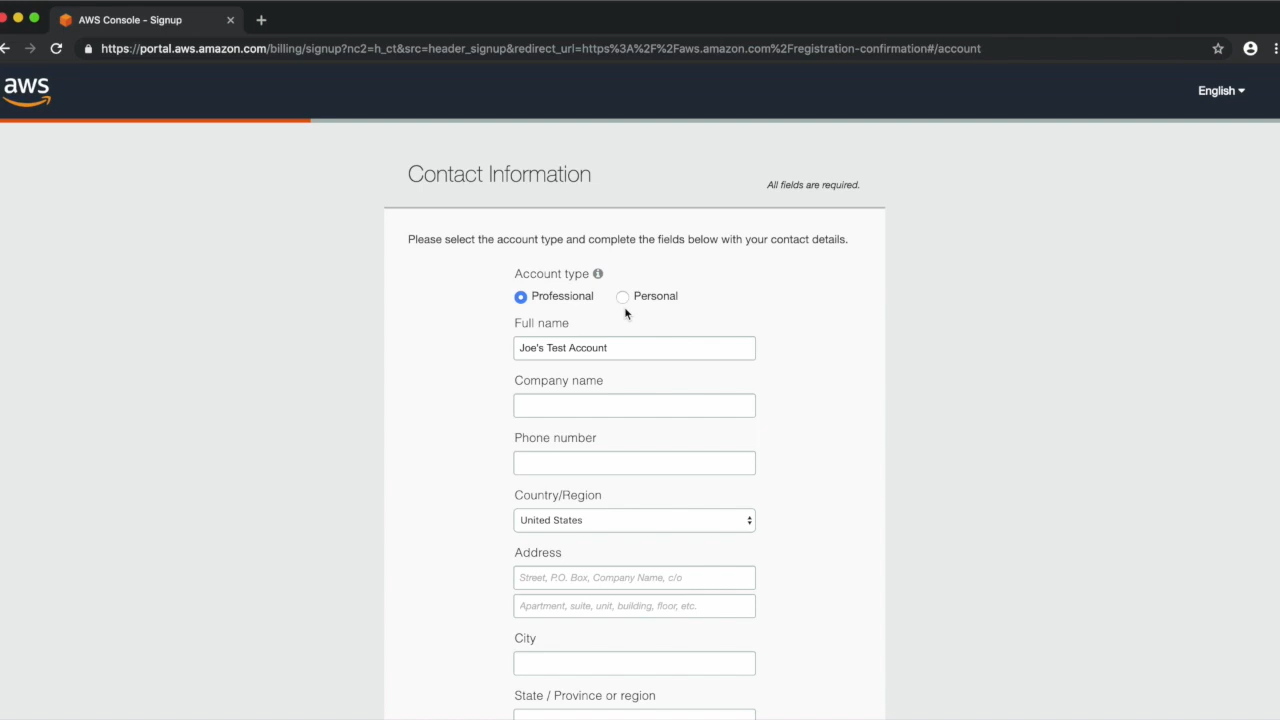 AWS Console - Signup
https://portal.aws.amazon.com/billing/signup?nc2=h_ct&src=header_signup&redirect_url=https%3A%2F%2Faws.amazon.com%2Fregistration-confirmation#/account
aws
English
Contact Information
All fields are required.
Please select the account type and complete the fields below with your contact details.
Account type
Professional Personal
Full name
Joe's Test Account
Company name
Phone number
Country/Region
United States
Address
Street, P.O. Box, Company Name, c/o
Apartment, suite, unit, building, floor, etc.
City
State / Province or region